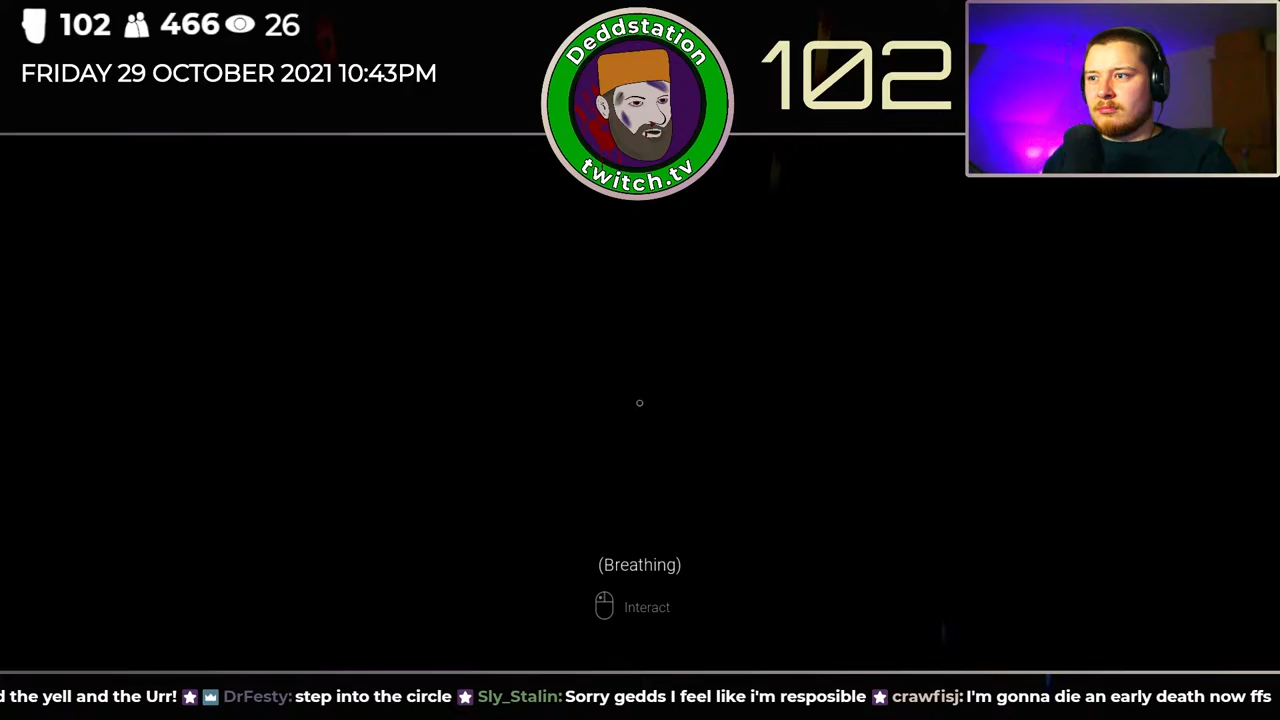 102 466 26
FRIDAY 29 OCTOBER 2021 10:43PM
Deddstation
twitch.tv
102
(Breathing)
Interact
d the yell and the Urr! DrFesty: step into the circle Sly_Stalin: Sorry gedds I feel like i'm resposible crawfisj: I'm gonna die an early death now ffs